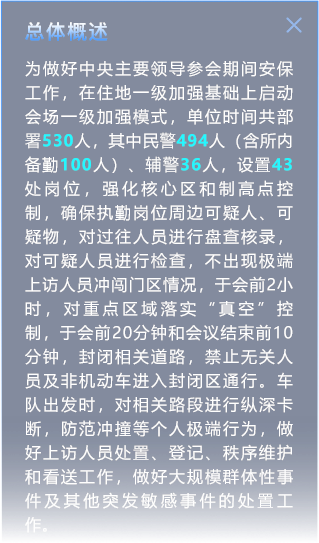 总体概述
为做好中央主要领导参会期间安保
工作，在住地一级加强基础上启动
会场一级加强模式，单位时间共部
署530人，其中民警494人（含所内
备勤100人）、辅警36人，设置43
处岗位，强化核心区和制高点控
制，确保执勤岗位周边可疑人、可
疑物，对过往人员进行盘查核录，
对可疑人员进行检查，不出现极端
上访人员冲闯门区情况，于会前2小
时，对重点区域落实“真空”控
制，于会前20分钟和会议结束前10
分钟，封闭相关道路，禁止无关人
员及非机动车进入封闭区通行。车
队出发时，对相关路段进行纵深卡
断，防范冲撞等个人极端行为，做
好上访人员处置、登记、秩序维护
和看送工作，做好大规模群体性事
件及其他突发敏感事件的处置工
作。